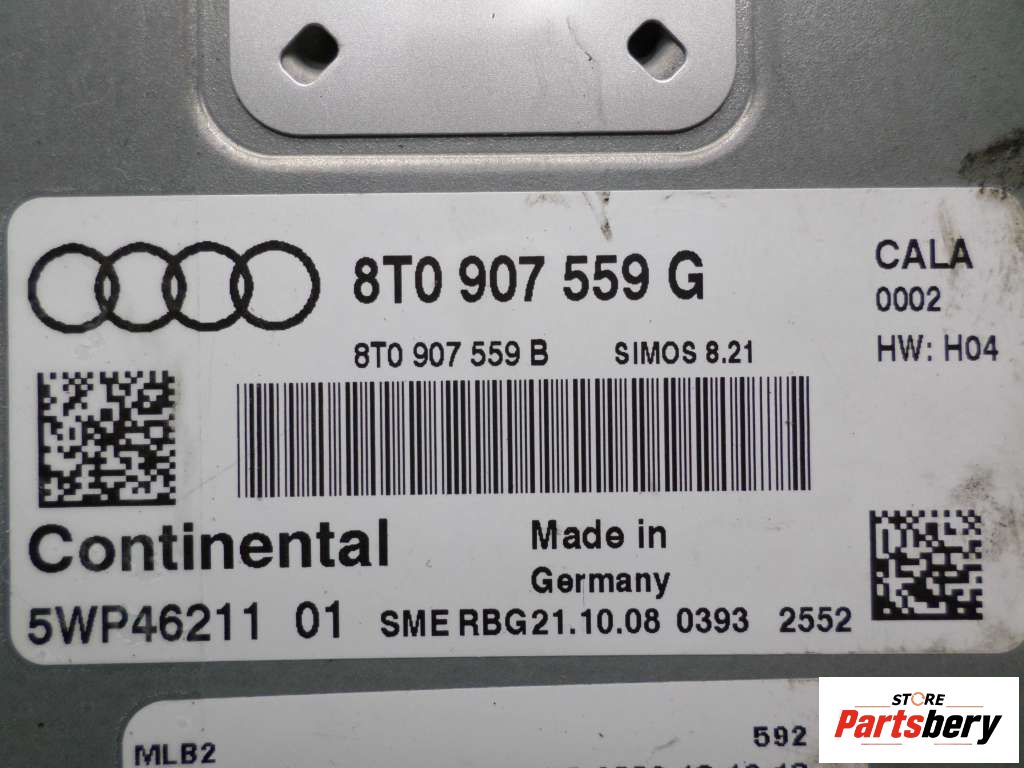 8T0 907 559 G
CALA
0002
8T0 907 559 B SIMOS 8.21
HW: H04
Continental
Made in
Germany
5WP46211 01 SME RBG21.10.08 0393 2552
MLB2
592
STORE
Partsbery